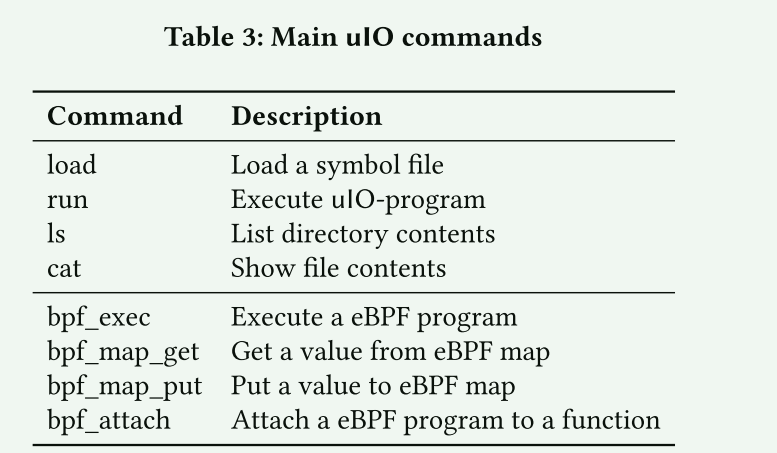 Table 3: Main uIO commands
Command Description
load Load a symbol file
run Execute uIO-program
ls List directory contents
cat Show file contents
bpf_exec Execute a eBPF program
bpf_map_get Get a value from eBPF map
bpf_map_put Put a value to eBPF map
bpf_attach Attach a eBPF program to a function